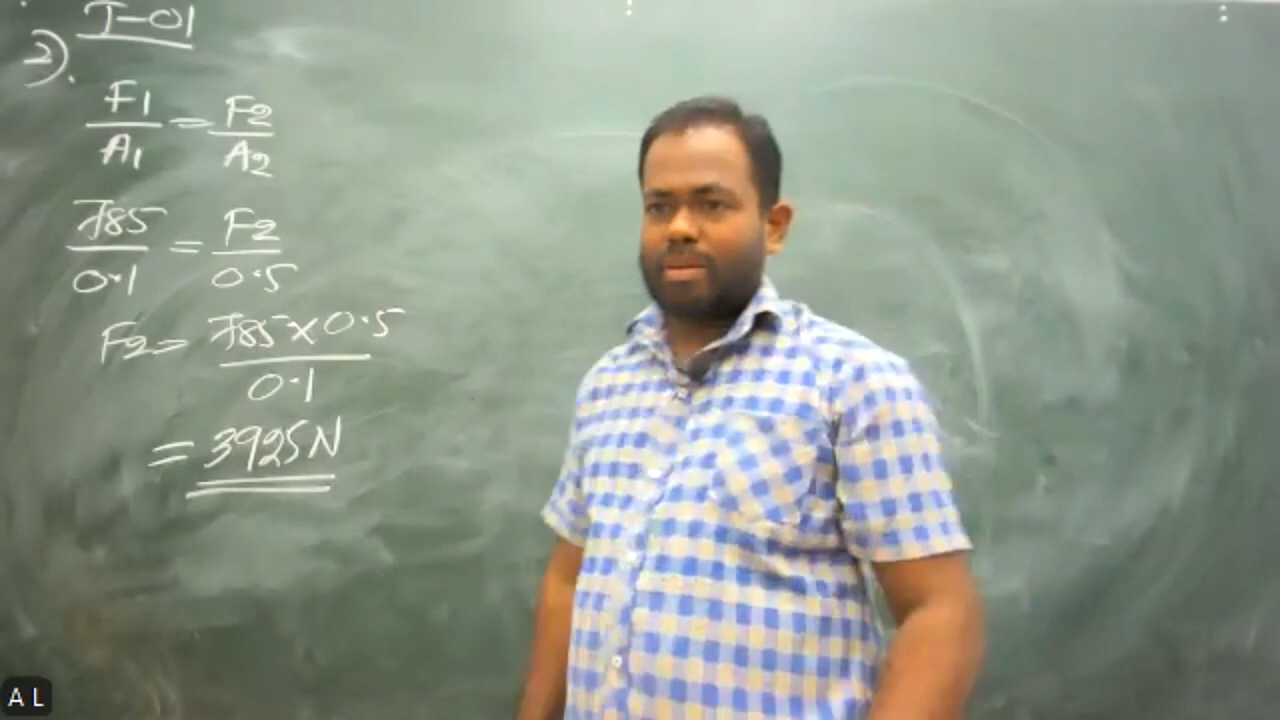 T-01
2).
F1/A1 = F2/A2
785/0.1 = F2/0.5
F2 = 785 x 0.5/0.1
= 3925N
A L